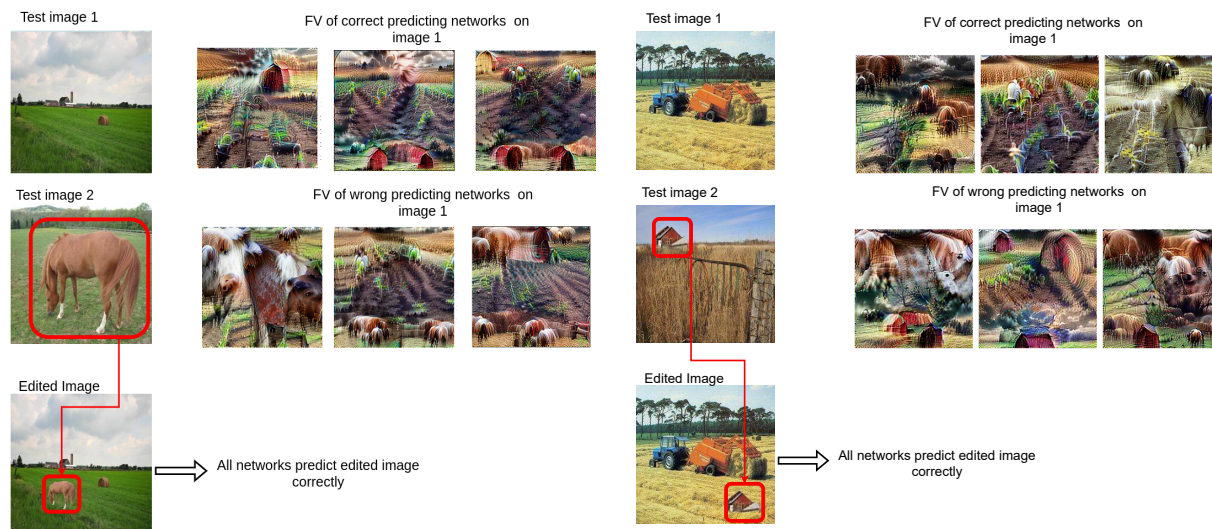 Test image 1
FV of correct predicting networks on
image 1
Test image 2
FV of wrong predicting networks on
image 1
Edited Image
All networks predict edited image
correctly
Test image 1
FV of correct predicting networks on
image 1
Test image 2
FV of wrong predicting networks on
image 1
Edited Image
All networks predict edited image
correctly